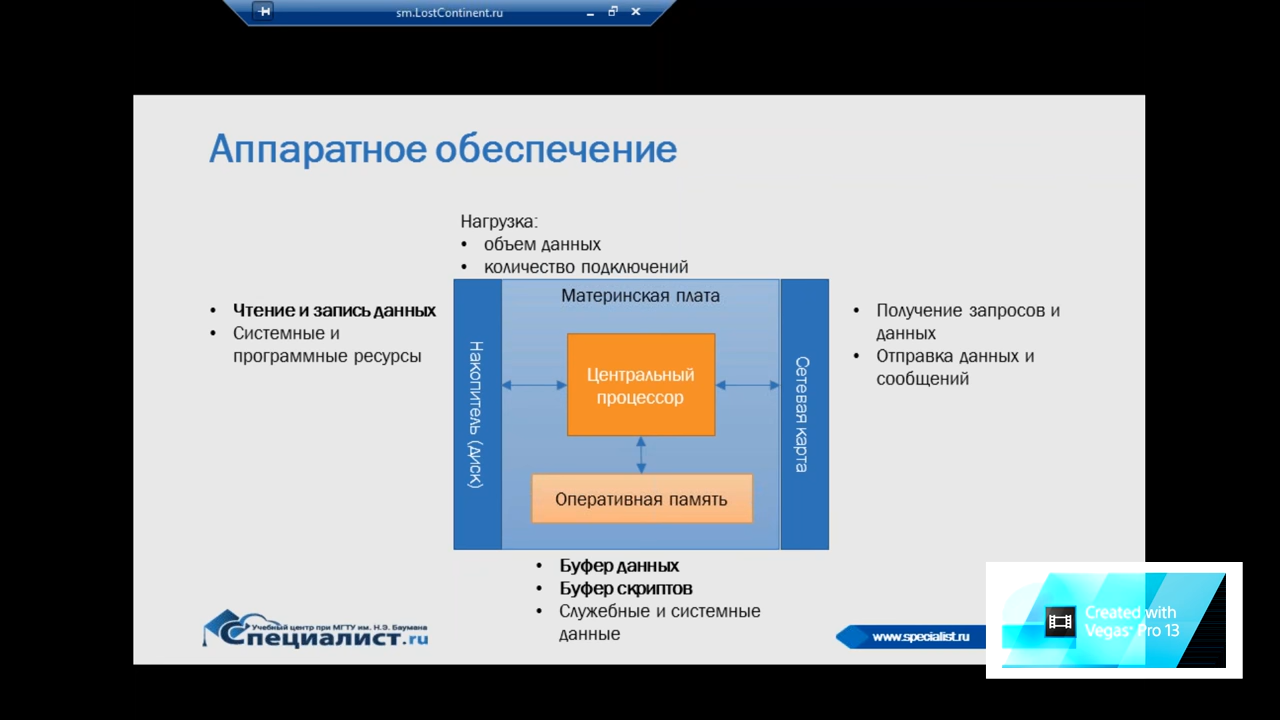 sm.LostContinent.ru
Аппаратное обеспечение
Нагрузка:
• объем данных
• количество подключений
• Чтение и запись данных
• Системные и
программные ресурсы
Материнская плата
Накопитель (диск)
Центральный
процессор
Сетевая карта
Оперативная память
• Получение запросов и
данных
• Отправка данных и
сообщений
• Буфер данных
• Буфер скриптов
• Служебные и системные
данные
Учебный центр при МГТУ им. Н.Э. Баумана
Специалист.ru
www.specialist.ru
Created with
Vegas™ Pro 13